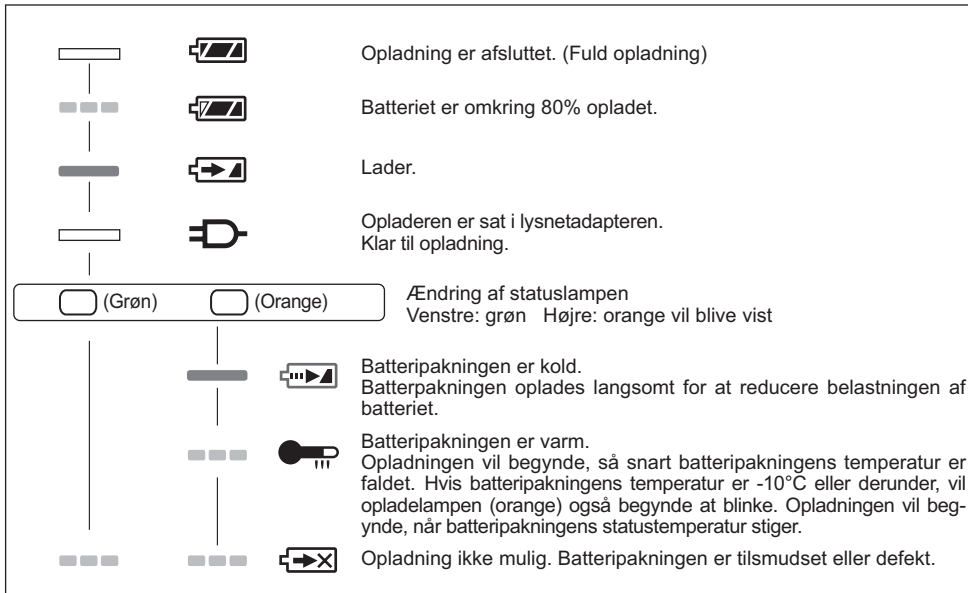 Opladning er afsluttet. (Fuld opladning)
Batteriet er omkring 80% opladet.
Lader.
Opladeren er sat i lysnetadapteren.
Klar til opladning.
(Grøn) (Orange)
Ændring af statuslampen
Venstre: grøn Højre: orange vil blive vist
Batteripakningen er kold.
Batterpakningen oplades langsomt for at reducere belastningen af
batteriet.
Batteripakningen er varm.
Opladningen vil begynde, så snart batteripakningens temperatur er
faldet. Hvis batteripakningens temperatur er -10°C eller derunder, vil
opladelampen (orange) også begynde at blinke. Opladningen vil beg-
ynde, når batteripakningens statustemperatur stiger.
Opladning ikke mulig. Batteripakningen er tilsmudset eller defekt.